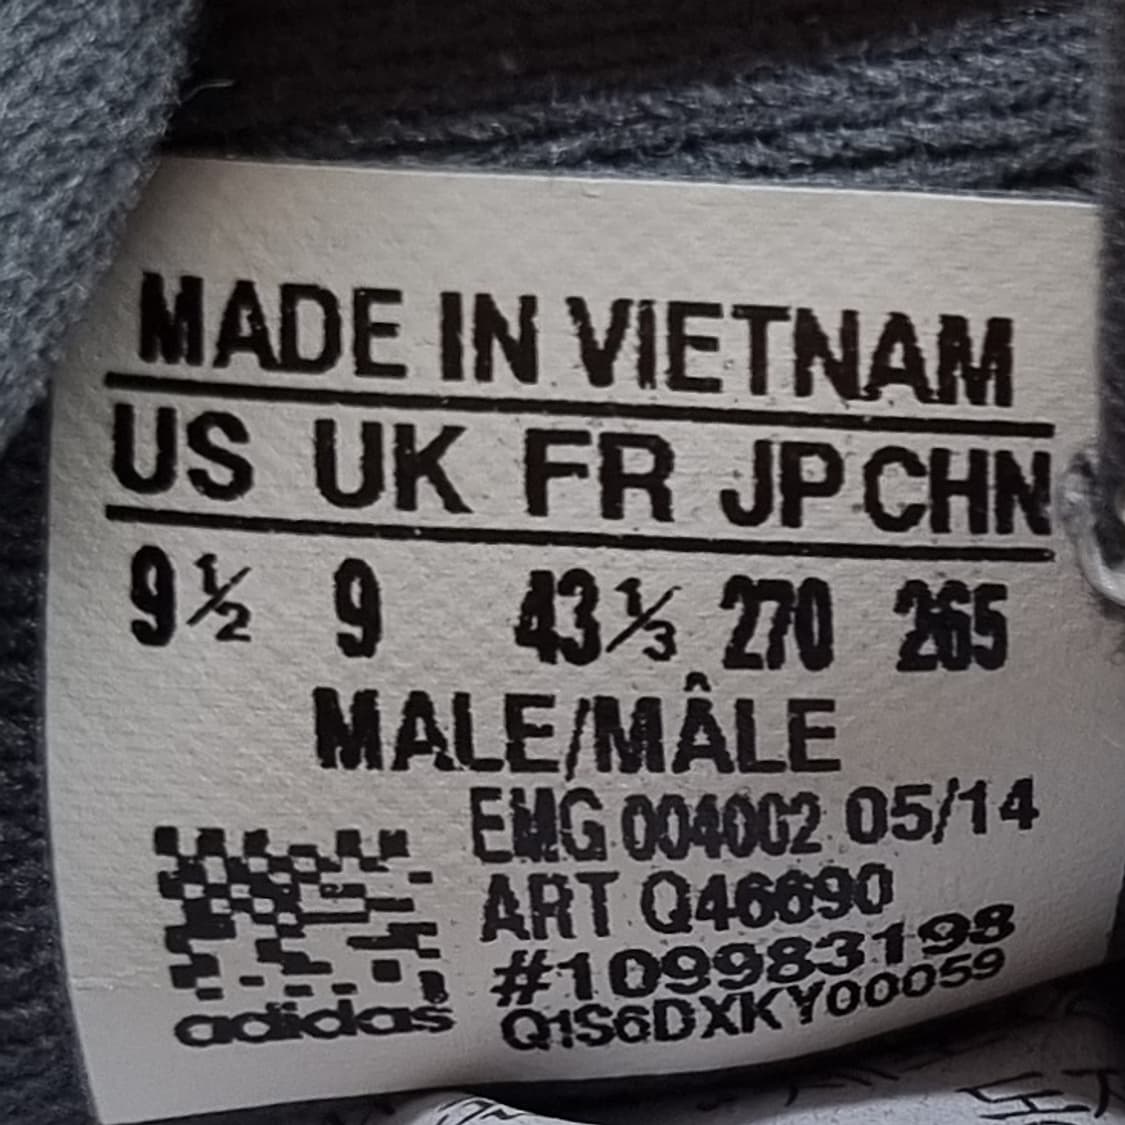 MADE IN VIETNAM
US UK FR JP CHN
9½ 9 43⅓ 270 265
MALE/MÂLE
EMG 004002 05/14
ART Q46690
#109983198
Q1S6DXKY00059
adidas